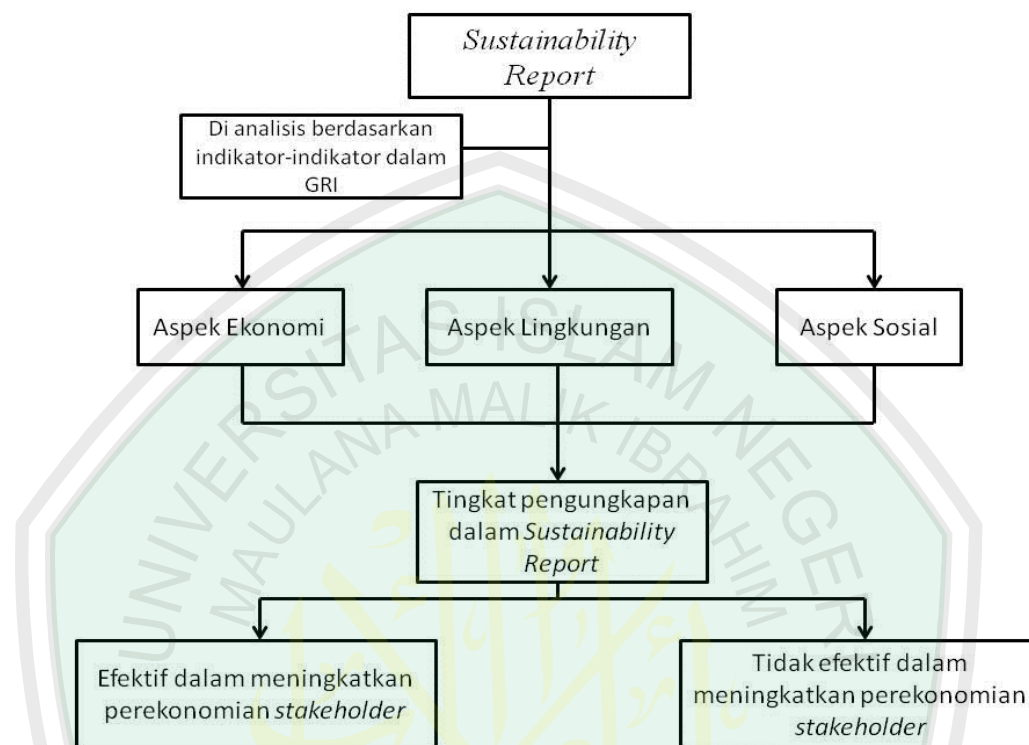 Sustainability
Report
Di analisis berdasarkan
indikator-indikator dalam
GRI
Aspek Ekonomi
Aspek Lingkungan
Aspek Sosial
Tingkat pengungkapan
dalam Sustainability
Report
Efektif dalam meningkatkan
perekonomian stakeholder
Tidak efektif dalam
meningkatkan perekonomian
stakeholder
UNIVERSITAS ISLAM NEGERI
MAULANA MALIK IBRAHIM